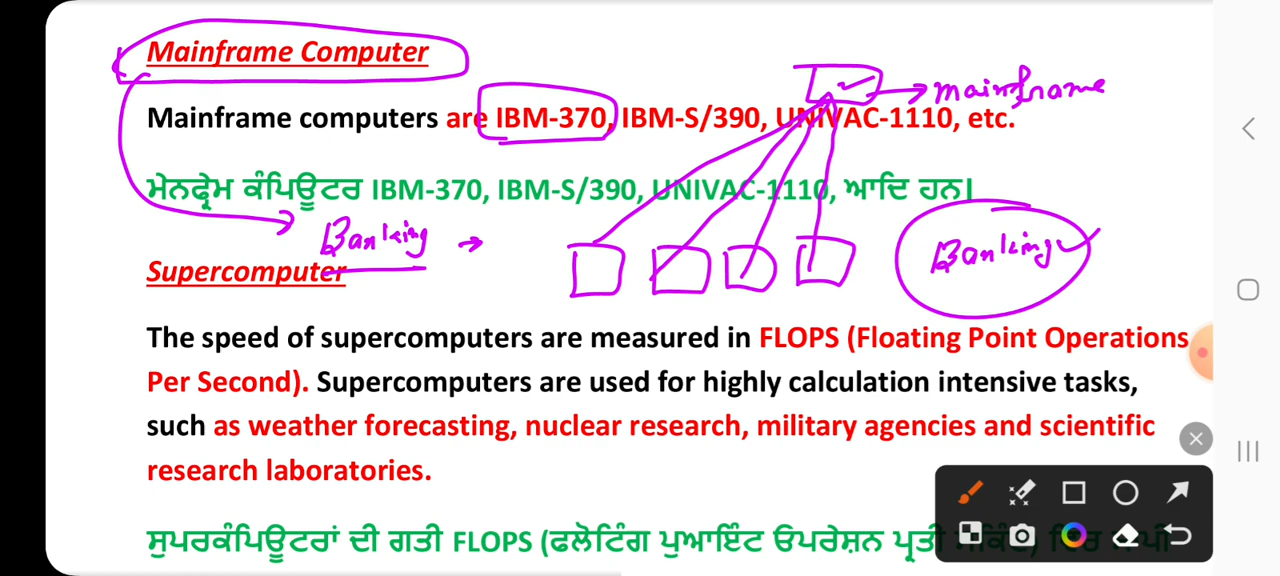 Mainframe Computer
mainframe
Mainframe computers are IBM-370, IBM-S/390, UNIVAC-1110, etc.
ਮੇਨਫ੍ਰੇਮ ਕੰਪਿਊਟਰ IBM-370, IBM-S/390, UNIVAC-1110, ਆਦਿ ਹਨ।
Banking
Banking
Supercomputer
The speed of supercomputers are measured in FLOPS (Floating Point Operations
Per Second). Supercomputers are used for highly calculation intensive tasks,
such as weather forecasting, nuclear research, military agencies and scientific
research laboratories.
ਸੁਪਰਕੰਪਿਊਟਰਾਂ ਦੀ ਗਤੀ FLOPS (ਫਲੋਟਿੰਗ ਪੁਆਇੰਟ ਓਪਰੇਸ਼ਨ ਪ੍ਰਤੀ